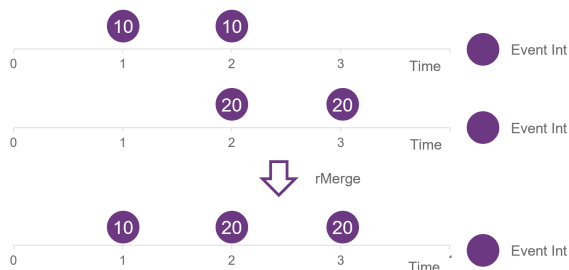 10 10
Event Int
0 1 2 3 Time
20 20
Event Int
0 1 2 3 Time
rMerge
10 20 20
Event Int
0 1 2 3 Time